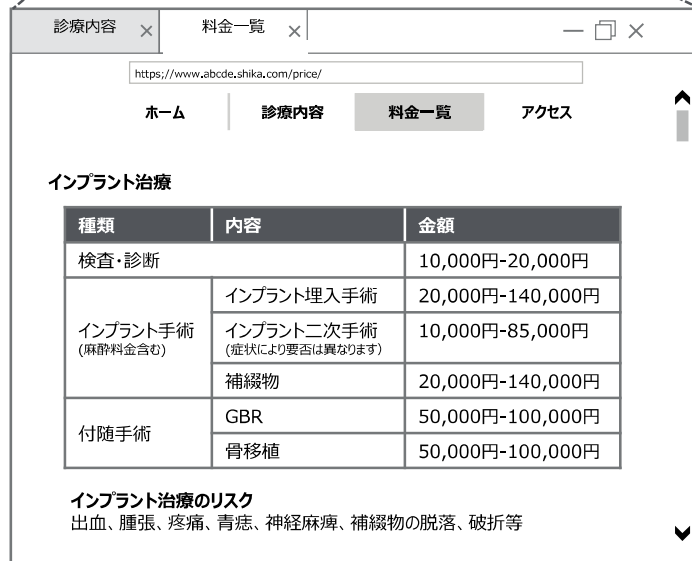 診療内容 ×
料金一覧 ×
https://www.abcde.shika.com/price/
ホーム 診療内容 料金一覧 アクセス
インプラント治療
種類 内容 金額
検査・診断 10,000円-20,000円
インプラント埋入手術 20,000円-140,000円
インプラント手術 インプラント二次手術 10,000円-85,000円
(麻酔料金含む) (症状により要否は異なります)
補綴物 20,000円-140,000円
付随手術 GBR 50,000円-100,000円
骨移植 50,000円-100,000円
インプラント治療のリスク
出血、腫張、疼痛、青痣、神経麻痺、補綴物の脱落、破折等